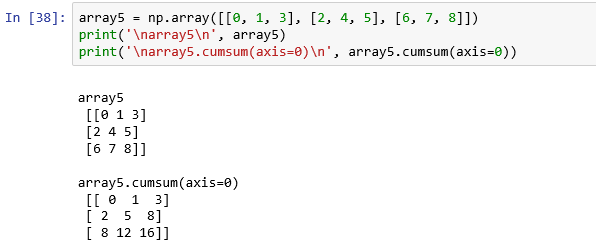 In [38]: array5 = np.array([[0, 1, 3], [2, 4, 5], [6, 7, 8]])
print('\narray5\n', array5)
print('\narray5.cumsum(axis=0)\n', array5.cumsum(axis=0))
array5
[[0 1 3]
[2 4 5]
[6 7 8]]
array5.cumsum(axis=0)
[[ 0  1  3]
[ 2  5  8]
[ 8 12 16]]